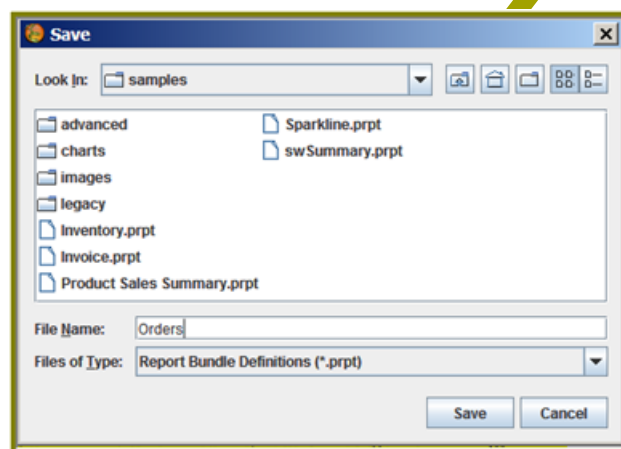 Save
Look In: samples
advanced
charts
images
legacy
Inventory.prpt
Invoice.prpt
Product Sales Summary.prpt
Sparkline.prpt
swSummary.prpt
File Name: Orders
Files of Type: Report Bundle Definitions (*.prpt)
Save Cancel